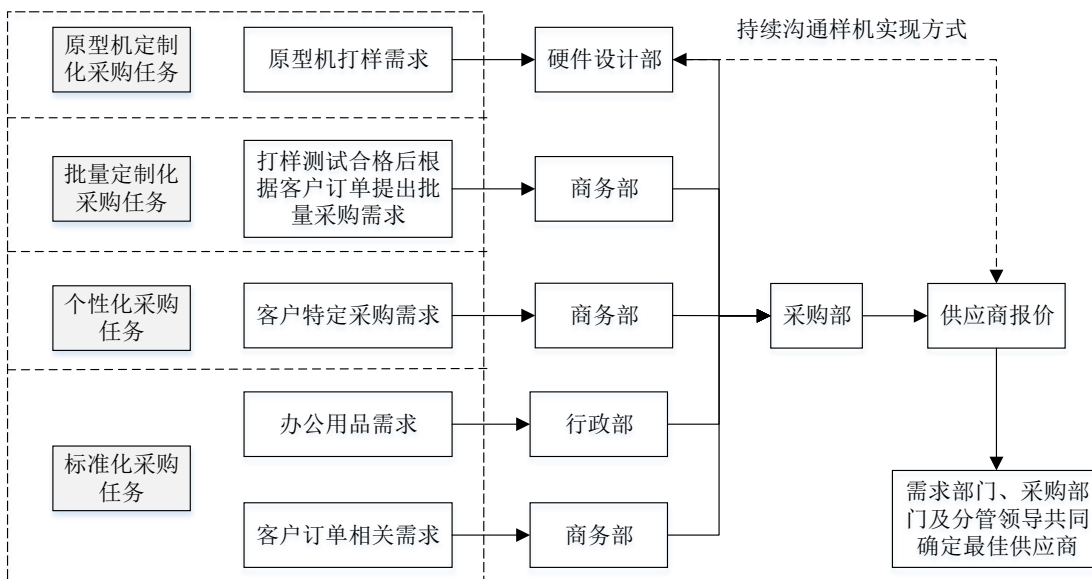 持续沟通样机实现方式
原型机定制
化采购任务
原型机打样需求
硬件设计部
批量定制化
采购任务
打样测试合格后根
据客户订单提出批
量采购需求
商务部
个性化采购
任务
客户特定采购需求
商务部
采购部
供应商报价
标准化采购
任务
办公用品需求
行政部
客户订单相关需求
商务部
需求部门、采购部
门及分管领导共同
确定最佳供应商